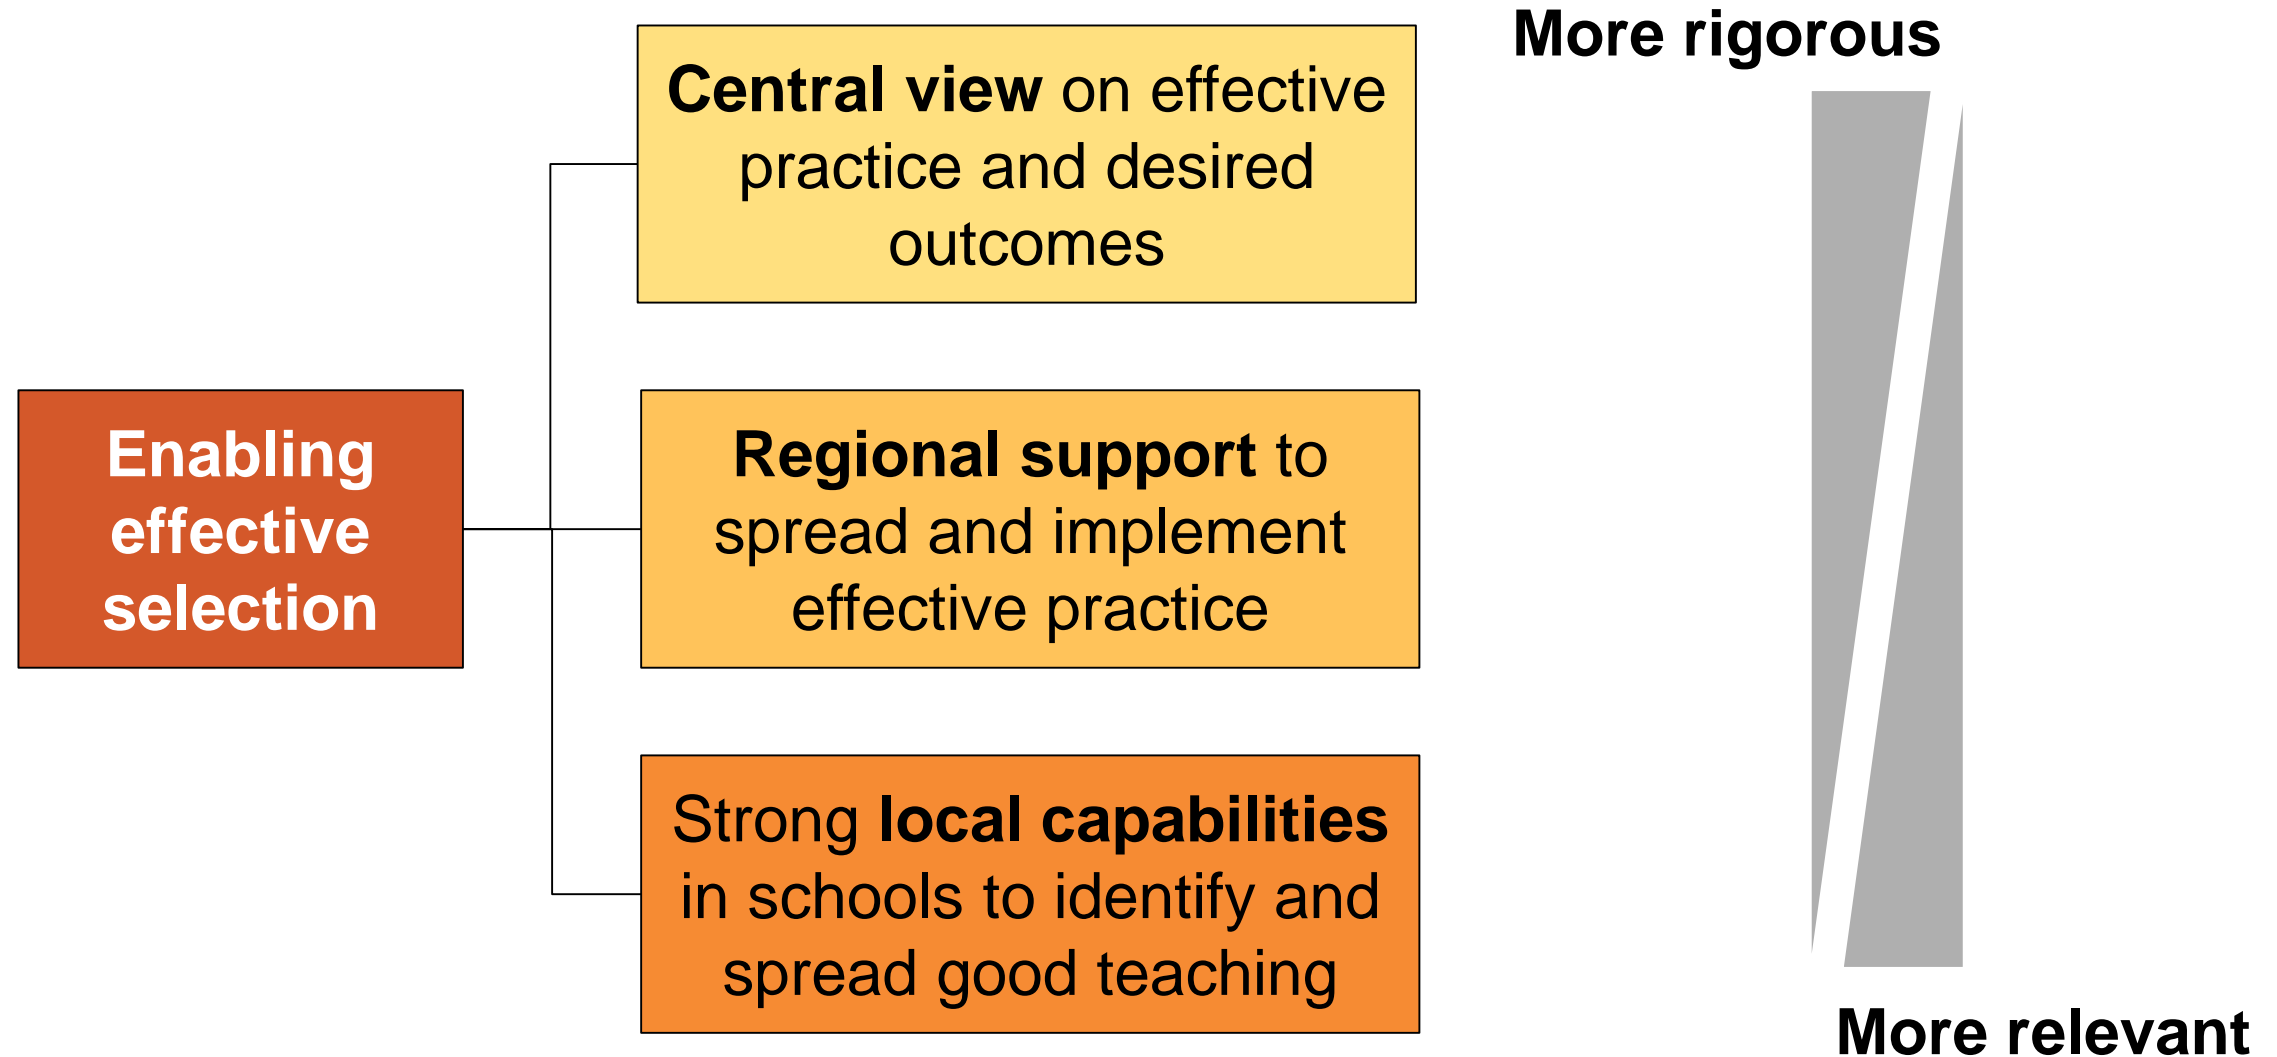 More rigorous
Central view on effective
practice and desired
outcomes
Enabling
effective
selection
Regional support to
spread and implement
effective practice
Strong local capabilities
in schools to identify and
spread good teaching
More relevant